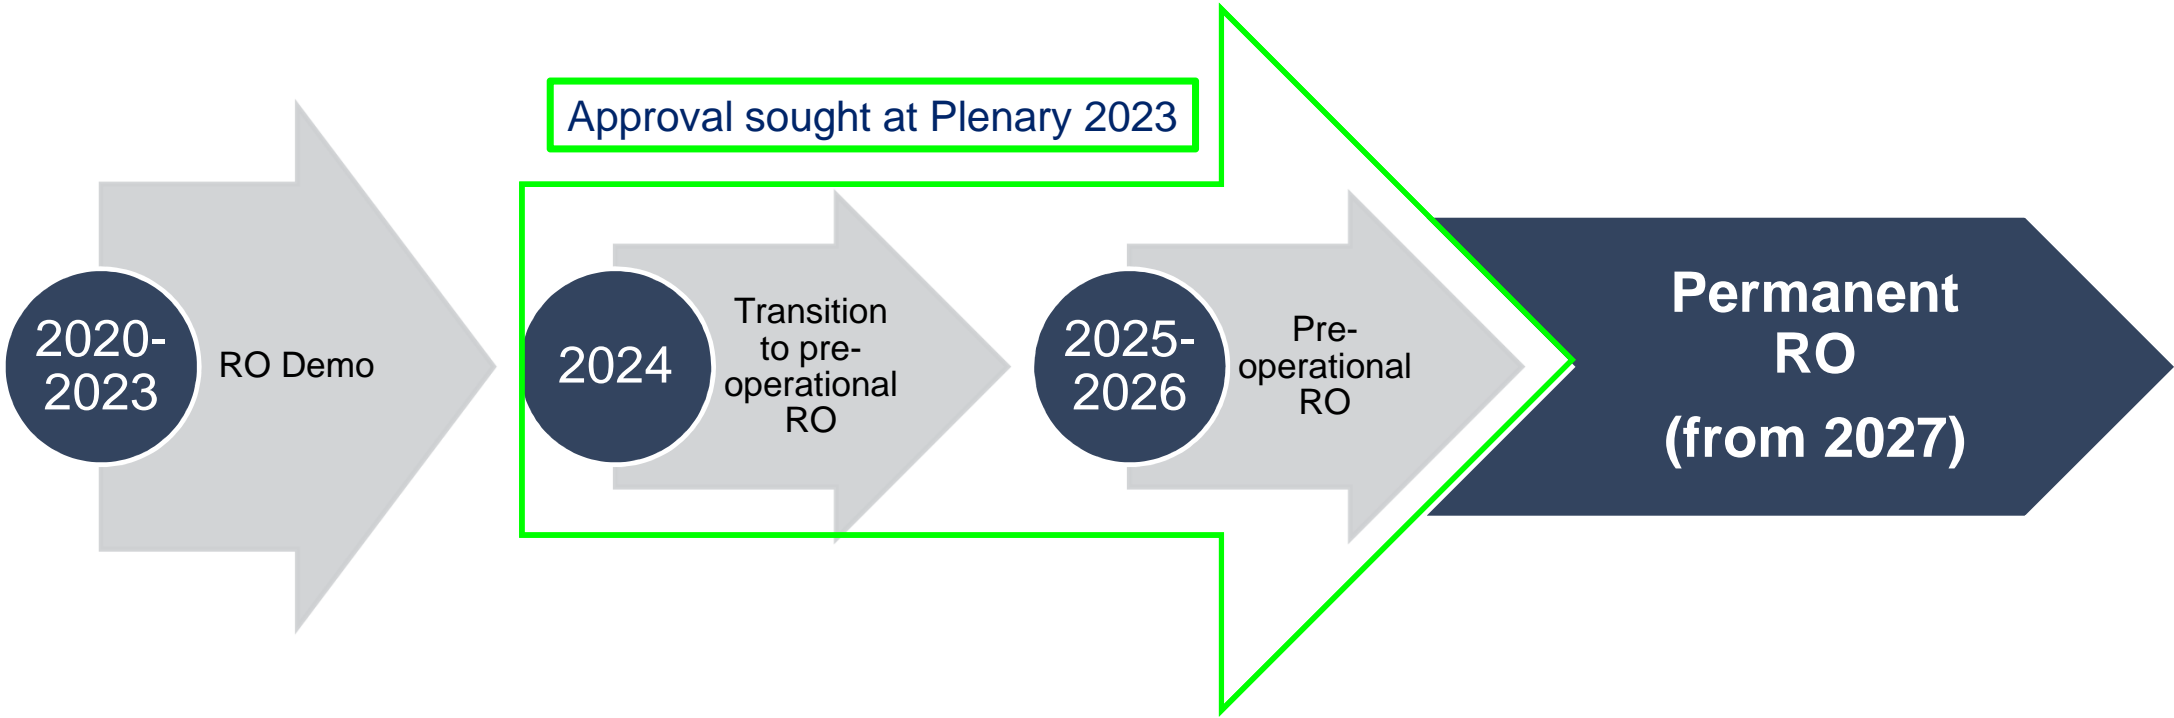 Approval sought at Plenary 2023
2020-
2023
RO Demo
2024
Transition
to pre-
operational
RO
2025-
2026
Pre-
operational
RO
Permanent
RO
(from 2027)